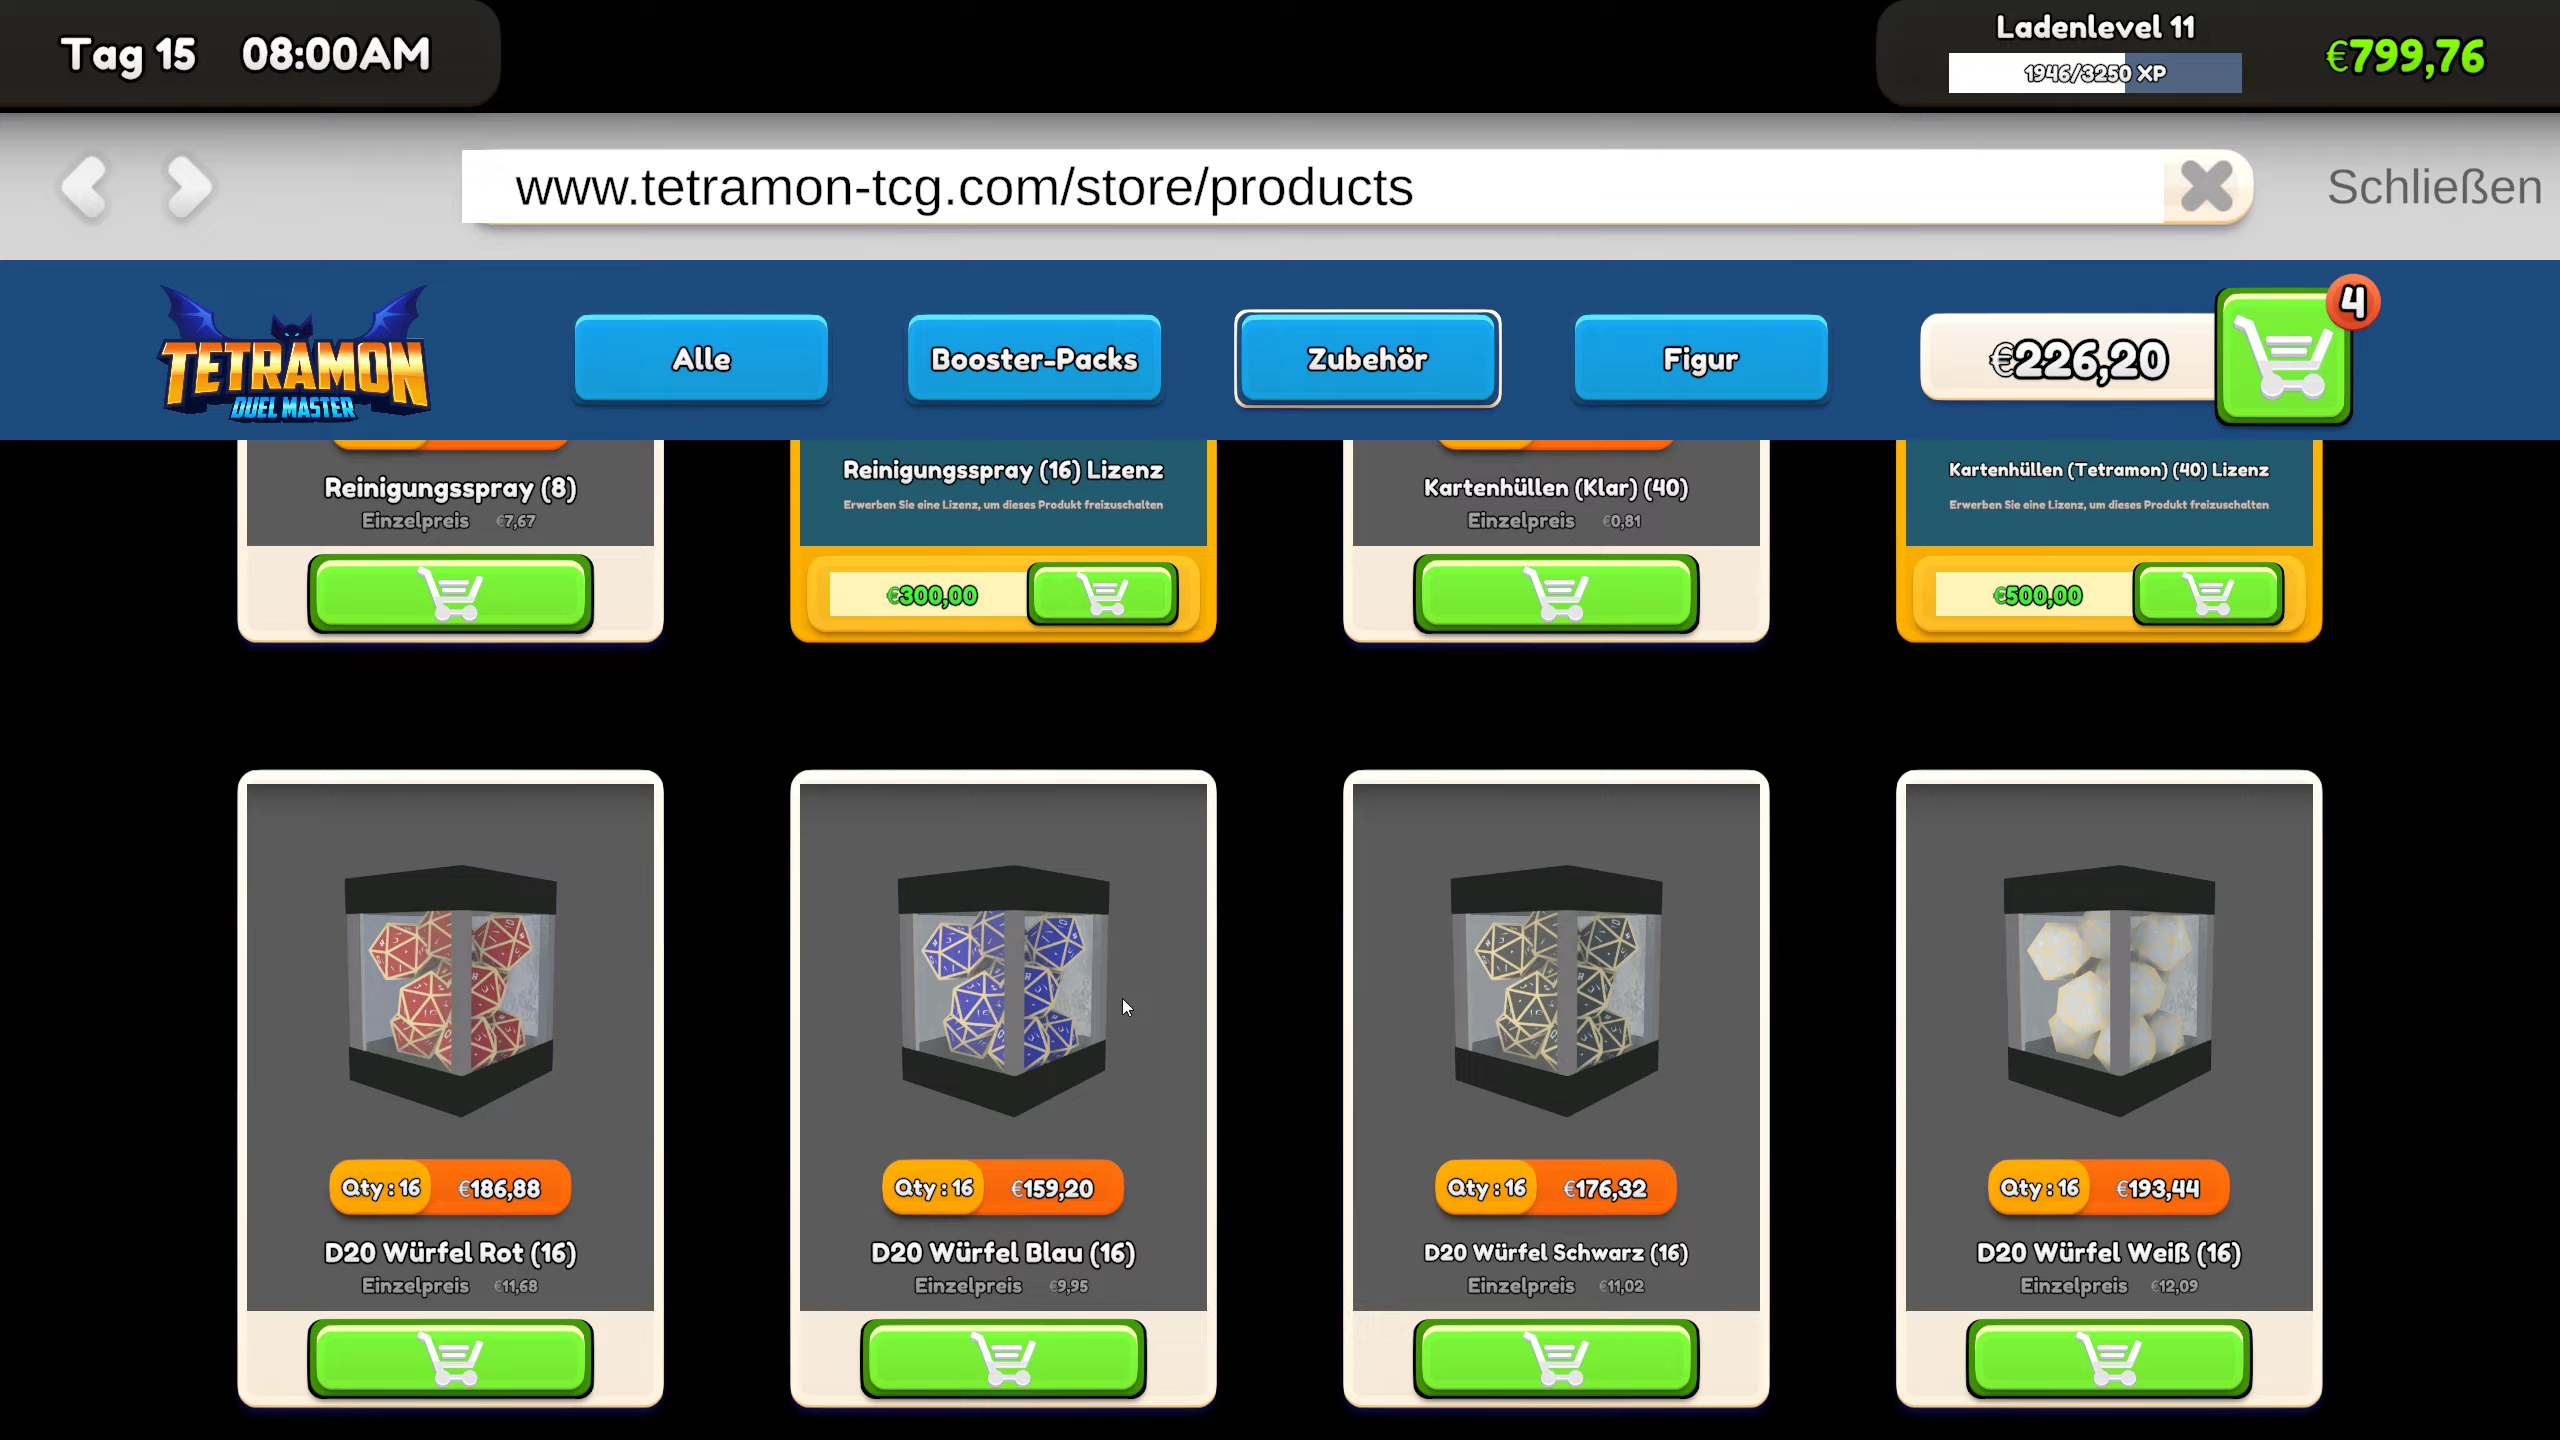 Tag 15 08:00AM
Ladenlevel 11
1946/3250 XP
€799,76
www.tetramon-tcg.com/store/products
Schließen
TETRAMON
DUEL MASTER
Alle
Booster-Packs
Zubehör
Figur
€226,20
4
Reinigungsspray (8)
Einzelpreis €7,67
Reinigungsspray (16) Lizenz
Erwerben Sie eine Lizenz, um dieses Produkt freizuschalten
€300,00
Kartenhüllen (Klar) (40)
Einzelpreis €0,81
Kartenhüllen (Tetramon) (40) Lizenz
Erwerben Sie eine Lizenz, um dieses Produkt freizuschalten
€500,00
Qty : 16 €186,88
D20 Würfel Rot (16)
Einzelpreis €11,68
Qty : 16 €159,20
D20 Würfel Blau (16)
Einzelpreis €9,95
Qty : 16 €176,32
D20 Würfel Schwarz (16)
Einzelpreis €11,02
Qty : 16 €193,44
D20 Würfel Weiß (16)
Einzelpreis €12,09